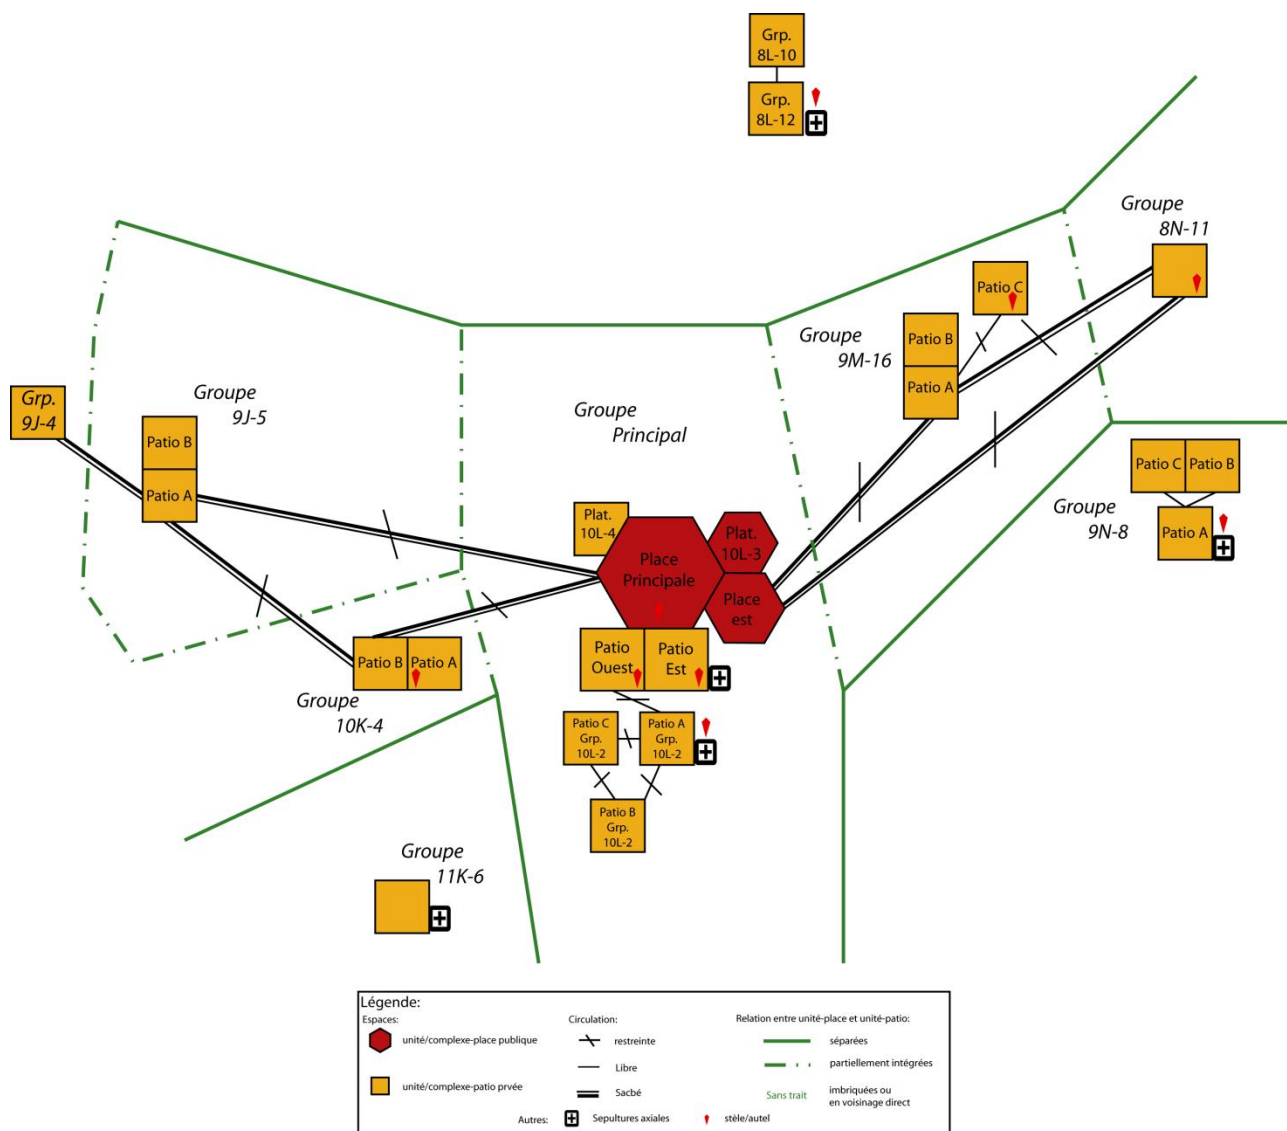 Grp.
8L-10
Grp.
8L-12
Groupe
8N-11
Patio C
Groupe
9M-16
Patio B
Patio A
Grp.
9J-4
Groupe
9J-5
Patio B
Patio A
Groupe
Principal
Patio C
Patio B
Groupe
9N-8
Patio A
Plat.
10L-4
Place
Principale
Plat.
10L-3
Place
est
Patio B
Patio A
Groupe
10K-4
Patio
Ouest
Patio
Est
Patio C
Grp.
10L-2
Patio A
Grp.
10L-2
Patio B
Grp.
10L-2
Groupe
11K-6
Légende:
Espaces:
unité/complexe-place publique
unité/complexe-patio prvée
Circulation:
restreinte
Libre
Sacbé
Relation entre unité-place et unité-patio:
séparées
partiellement intégrées
Sans trait
imbriquées ou
en voisinage direct
Autres:
Sepultures axiales
stèle/autel